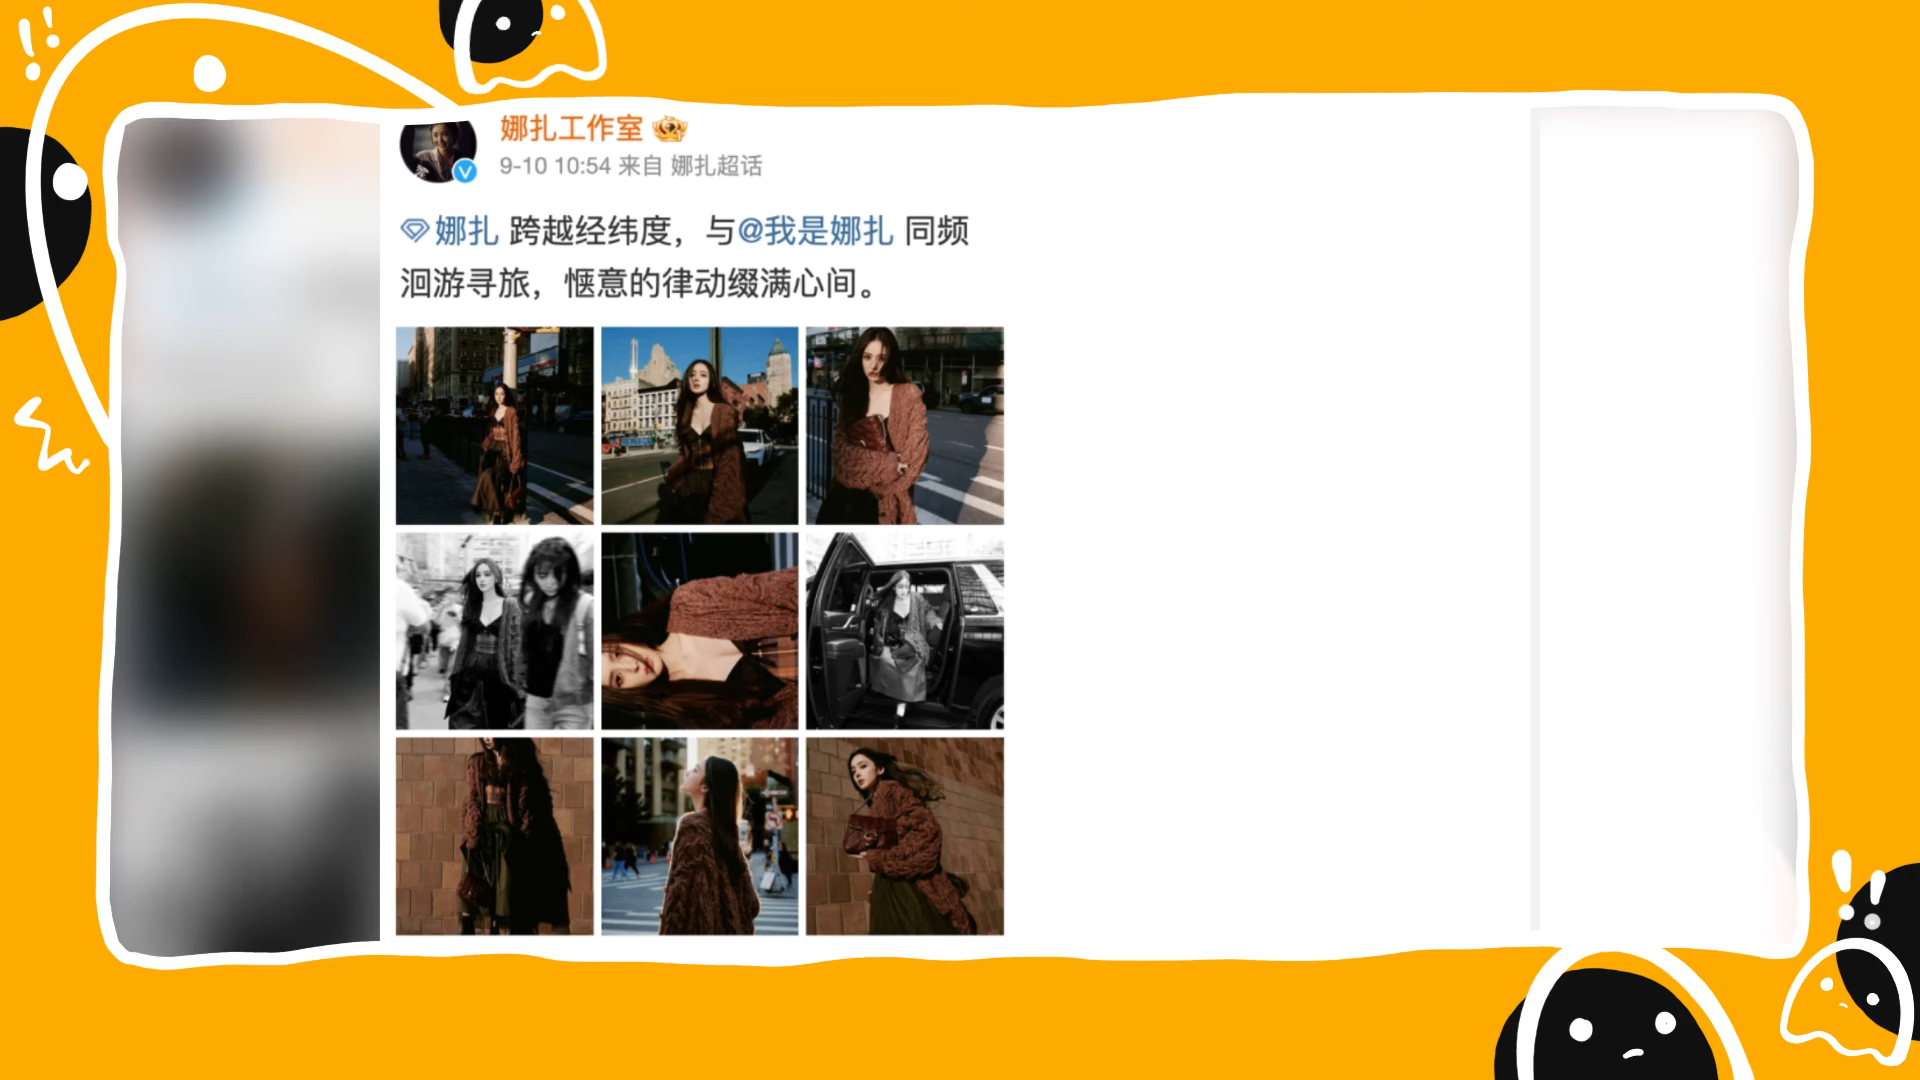 娜扎工作室
9-10 10:54 来自 娜扎超话
娜扎 跨越经纬度，与@我是娜扎 同频
洄游寻旅，惬意的律动缀满心间。